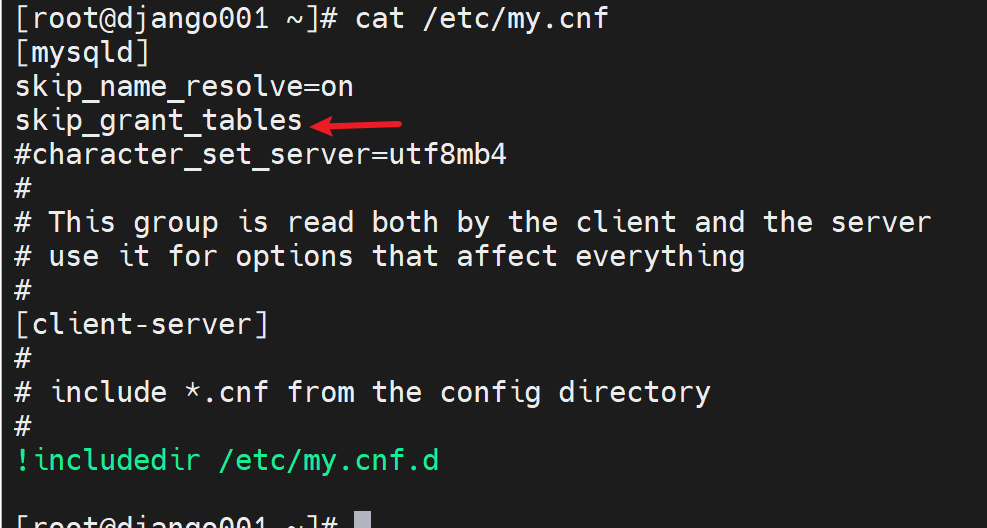 [root@django001 ~]# cat /etc/my.cnf
[mysqld]
skip_name_resolve=on
skip_grant_tables
#character_set_server=utf8mb4
#
# This group is read both by the client and the server
# use it for options that affect everything
#
[client-server]
#
# include *.cnf from the config directory
#
!includedir /etc/my.cnf.d
[root@django001 ~]#